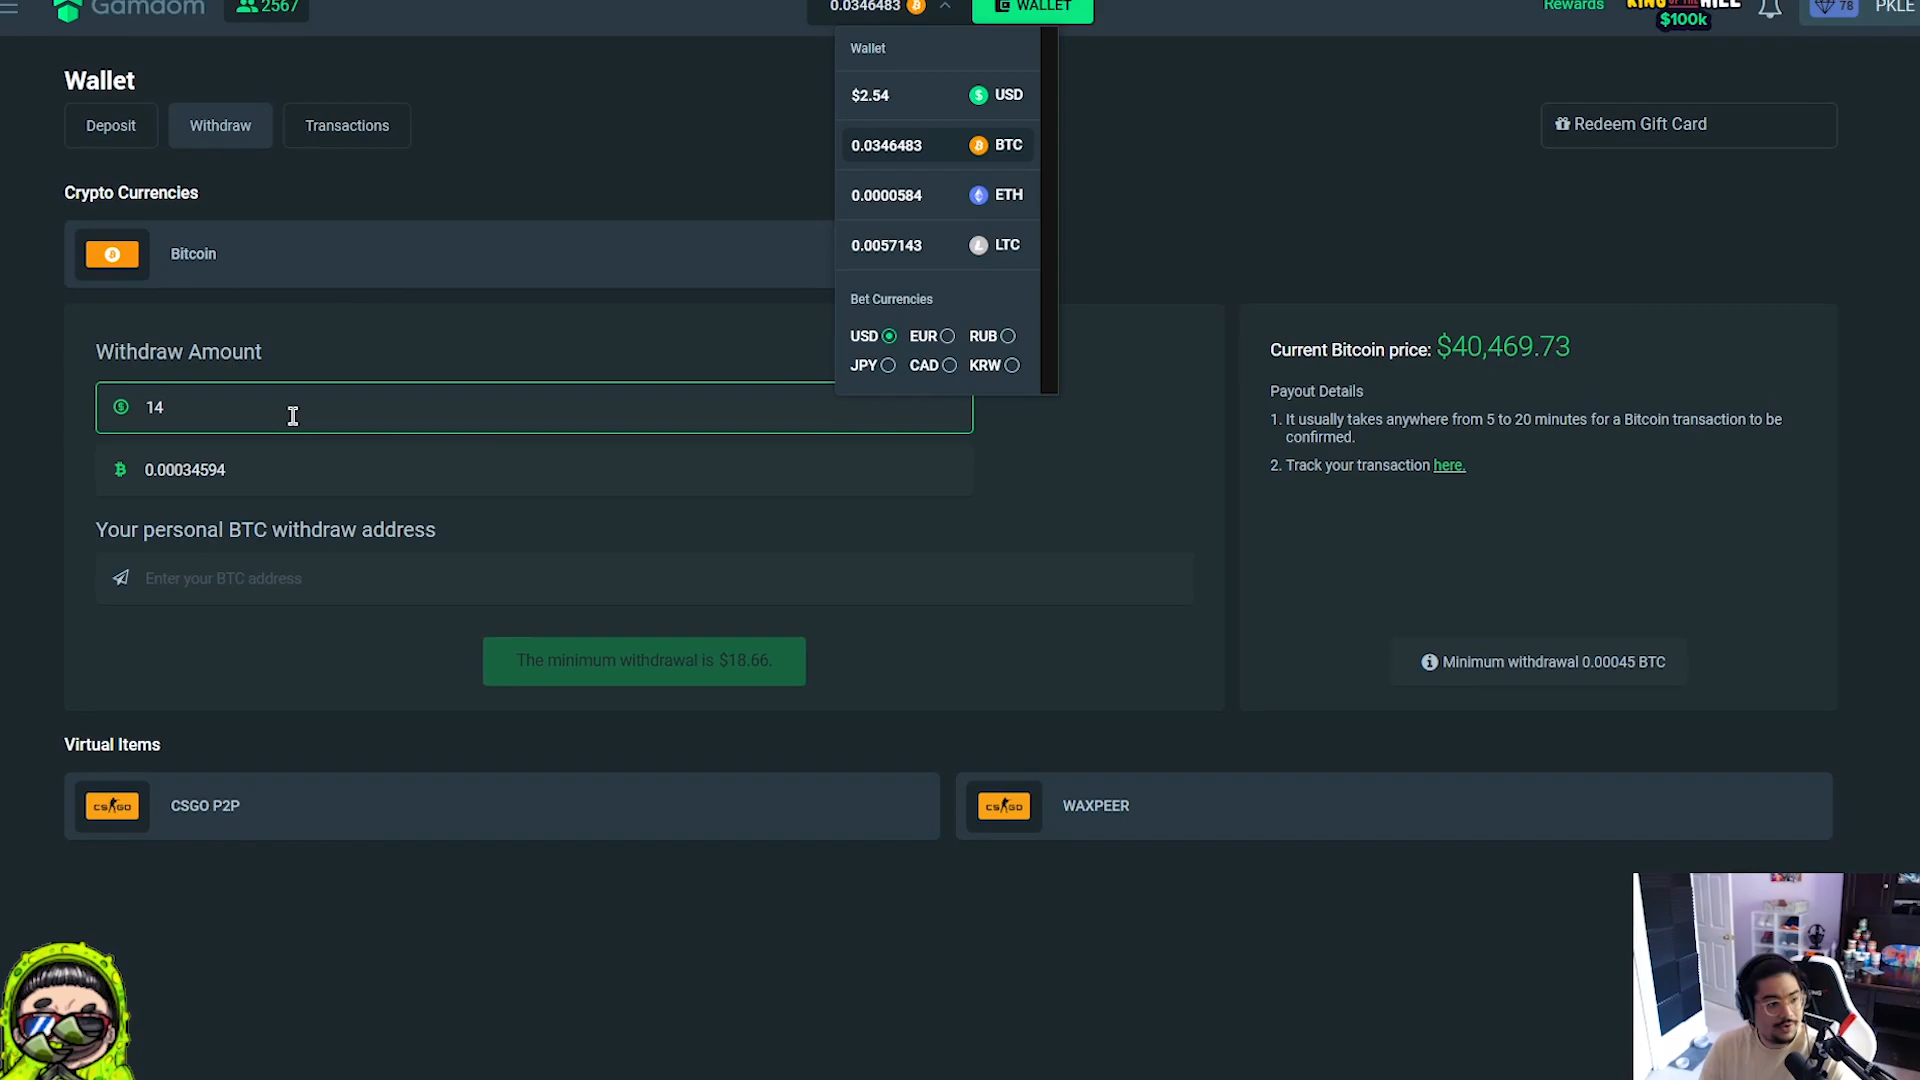 Gamdom
2567
0.0346483
WALLET
Rewards
$100k
78
PKLE
Wallet
$2.54
USD
0.0346483
BTC
0.0000584
ETH
0.0057143
LTC
Bet Currencies
USD EUR RUB
JPY CAD KRW
Wallet
Deposit
Withdraw
Transactions
Redeem Gift Card
Crypto Currencies
Bitcoin
Withdraw Amount
14
0.00034594
Your personal BTC withdraw address
Enter your BTC address
The minimum withdrawal is $18.66.
Current Bitcoin price: $40,469.73
Payout Details
1. It usually takes anywhere from 5 to 20 minutes for a Bitcoin transaction to be
confirmed.
2. Track your transaction here.
Minimum withdrawal 0.00045 BTC
Virtual Items
CS GO
CSGO P2P
CS GO
WAXPEER